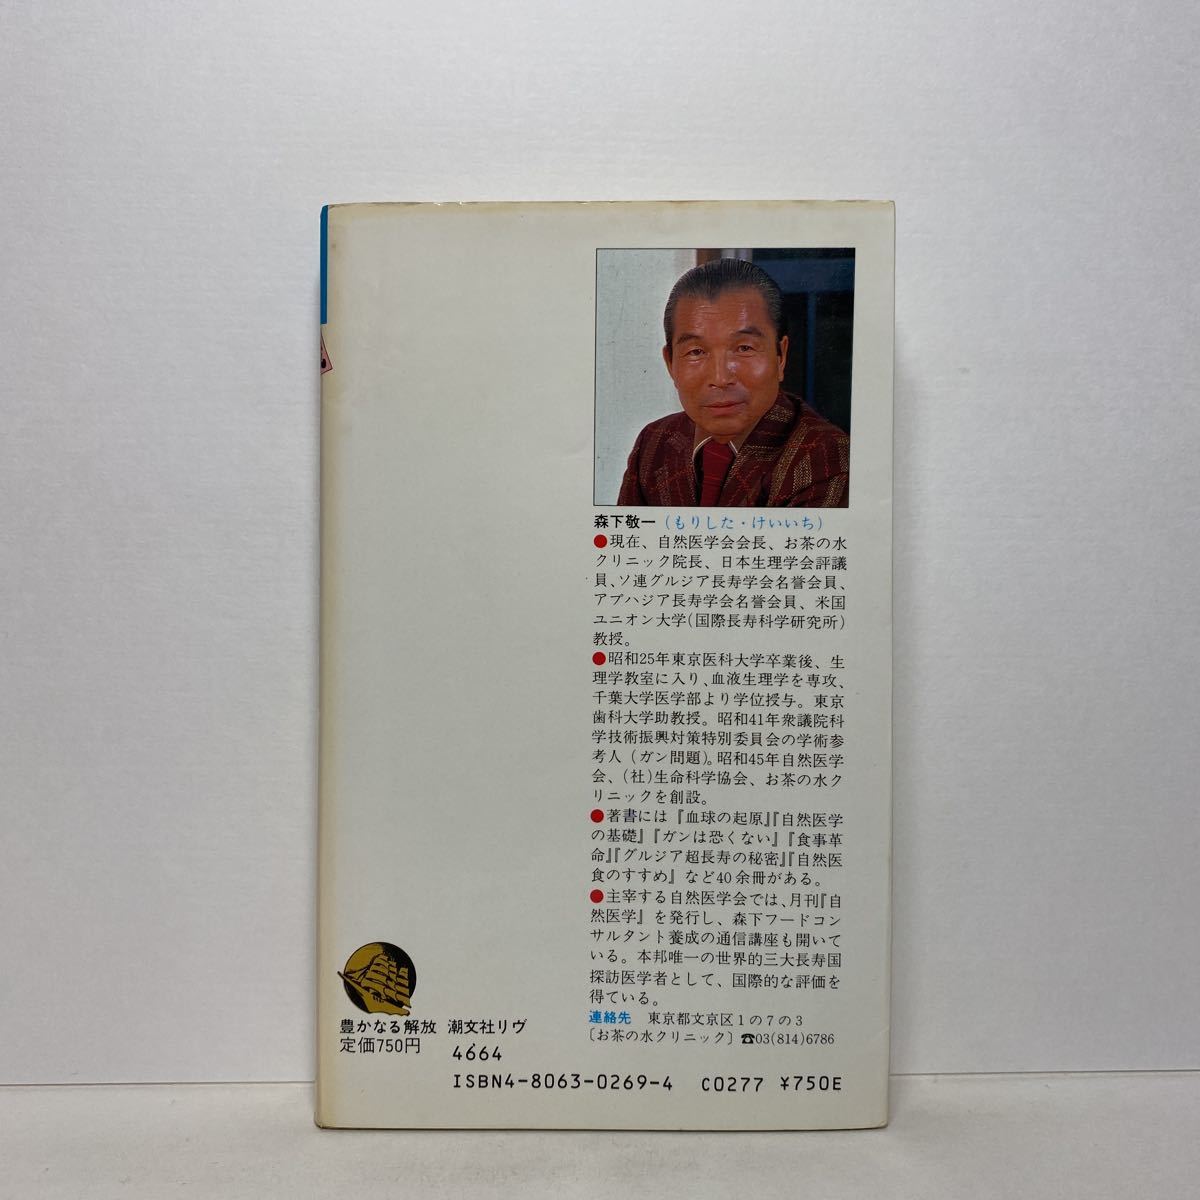 森下敬一（もりした・けいいち）
●現在、自然医学会会長、お茶の水
クリニック院長、日本生理学会評議
員、ソ連グルジア長寿学会名誉会員、
アブハジア長寿学会名誉会員、米国
ユニオン大学（国際長寿科学研究所）
教授。
●昭和25年東京医科大学卒業後、生
理学教室に入り、血液生理学を専攻、
千葉大学医学部より学位授与。東京
歯科大学助教授。昭和41年衆議院科
学技術振興対策特別委員会の学術参
考人（ガン問題）。昭和45年自然医学
会、（社）生命科学協会、お茶の水ク
リニックを創設。
●著書には『血球の起原』『自然医学
の基礎』『ガンは恐くない』『食事革
命』『グルジア超長寿の秘密』『自然医
食のすすめ』など40余冊がある。
●主宰する自然医学会では、月刊『自
然医学』を発行し、森下フードコン
サルタント養成の通信講座も開いて
いる。本邦唯一の世界的三大長寿国
探訪医学者として、国際的な評価を
得ている。
連絡先 東京都文京区1の7の3
〔お茶の水クリニック〕☎03(814)6786
豊かなる解放 潮文社リヴ
定価750円
4664
ISBN4-8063-0269-4 C0277 ¥750E